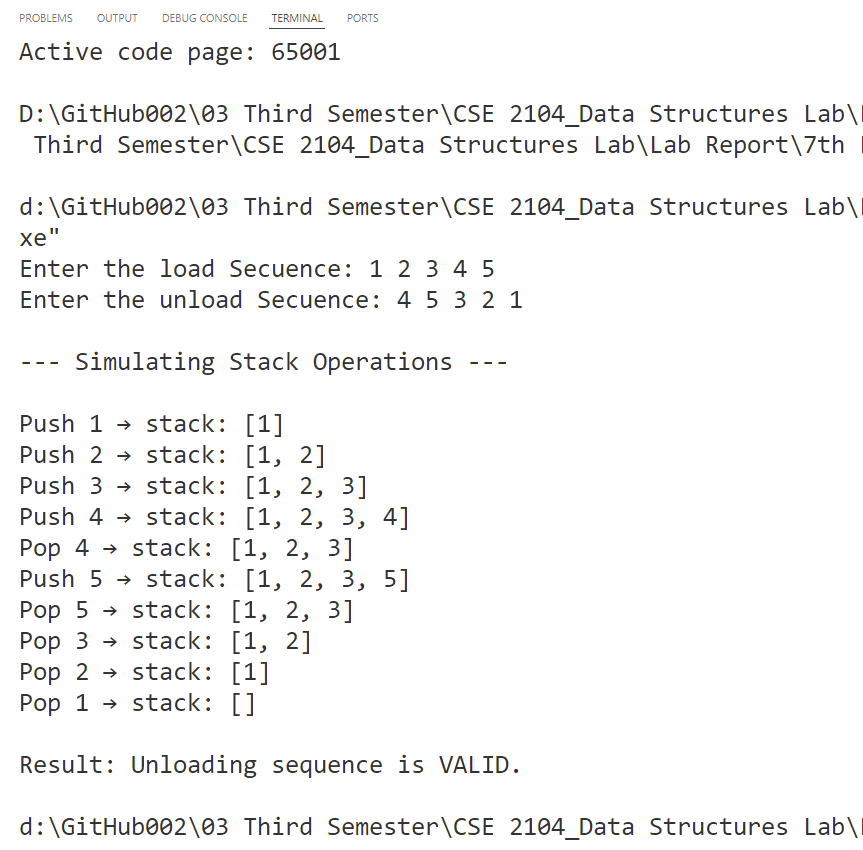 PROBLEMS OUTPUT DEBUG CONSOLE TERMINAL PORTS
Active code page: 65001
D:\GitHub002\03 Third Semester\CSE 2104_Data Structures Lab\
Third Semester\CSE 2104_Data Structures Lab\Lab Report\7th
d:\GitHub002\03 Third Semester\CSE 2104_Data Structures Lab\
xe"
Enter the load Secuence: 1 2 3 4 5
Enter the unload Secuence: 4 5 3 2 1
--- Simulating Stack Operations ---
Push 1 → stack: [1]
Push 2 → stack: [1, 2]
Push 3 → stack: [1, 2, 3]
Push 4 → stack: [1, 2, 3, 4]
Pop 4 → stack: [1, 2, 3]
Push 5 → stack: [1, 2, 3, 5]
Pop 5 → stack: [1, 2, 3]
Pop 3 → stack: [1, 2]
Pop 2 → stack: [1]
Pop 1 → stack: []
Result: Unloading sequence is VALID.
d:\GitHub002\03 Third Semester\CSE 2104_Data Structures Lab\